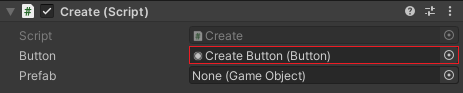 Create (Script)
Script Create
Button Create Button (Button)
Prefab None (Game Object)